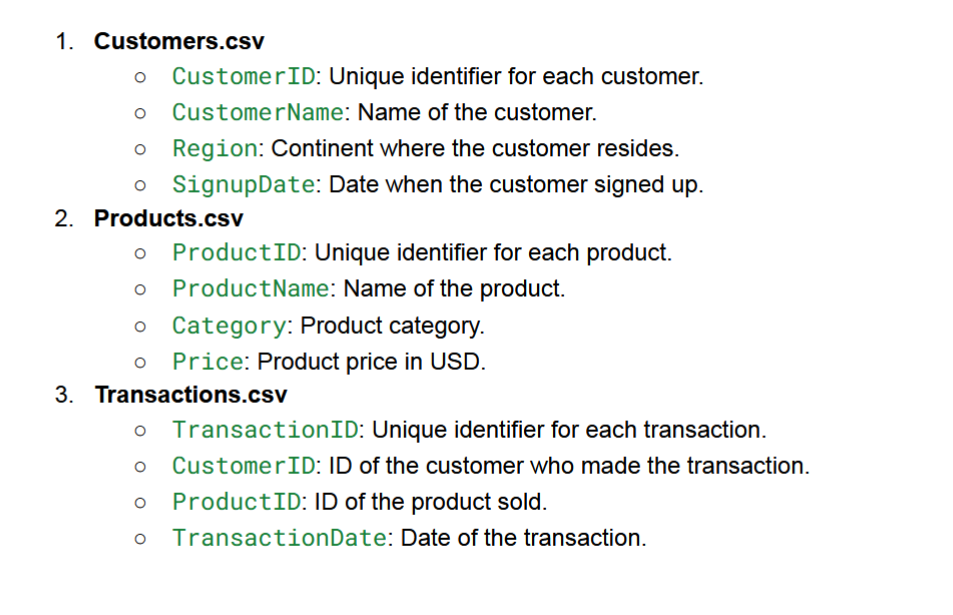 1. Customers.csv
○ CustomerID: Unique identifier for each customer.
○ CustomerName: Name of the customer.
○ Region: Continent where the customer resides.
○ SignupDate: Date when the customer signed up.
2. Products.csv
○ ProductID: Unique identifier for each product.
○ ProductName: Name of the product.
○ Category: Product category.
○ Price: Product price in USD.
3. Transactions.csv
○ TransactionID: Unique identifier for each transaction.
○ CustomerID: ID of the customer who made the transaction.
○ ProductID: ID of the product sold.
○ TransactionDate: Date of the transaction.